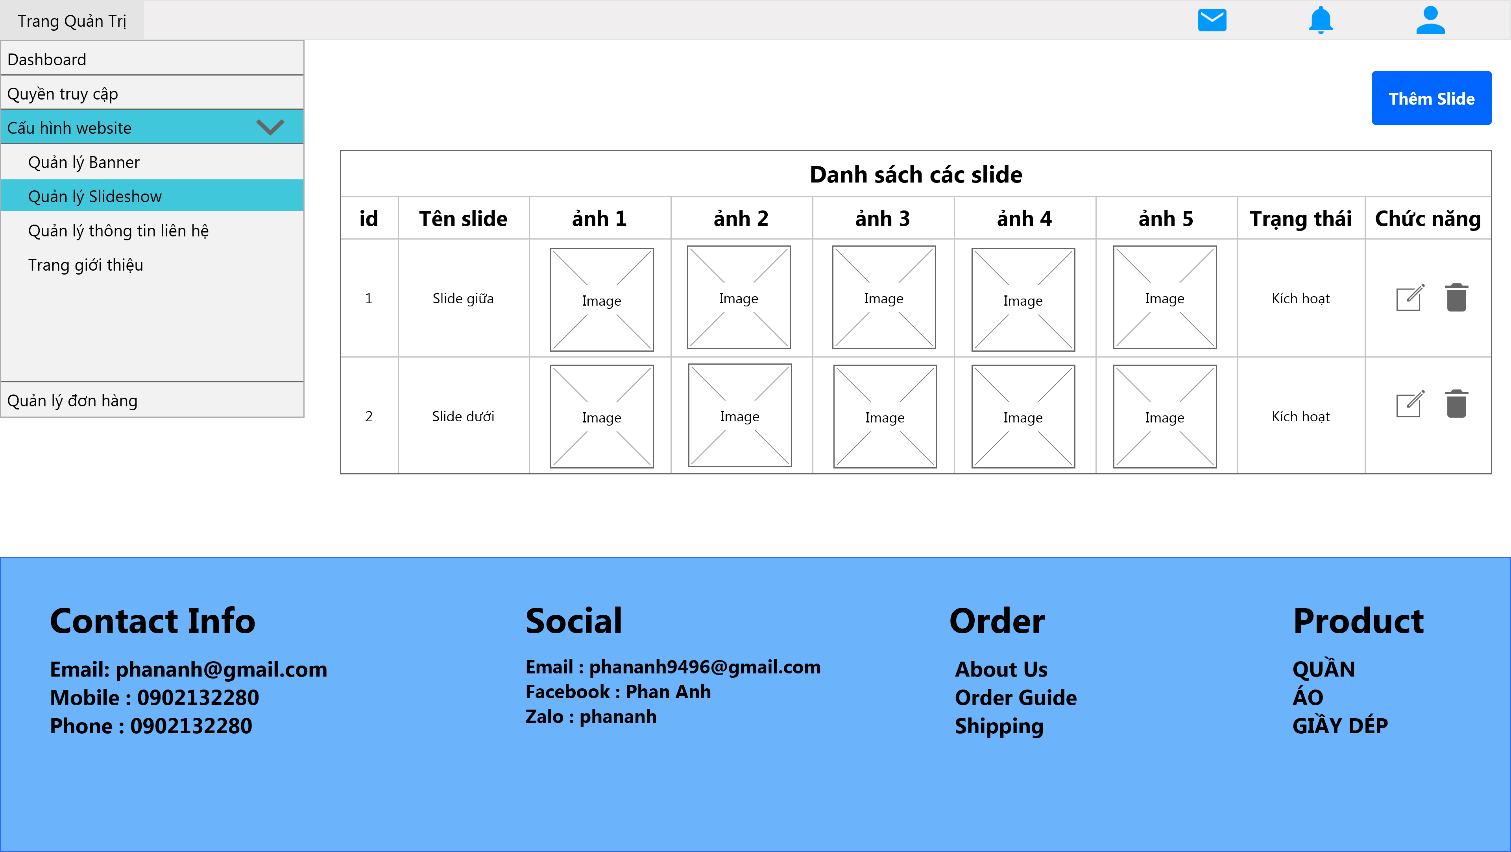 Trang Quản Trị
Dashboard
Quyền truy cập
Cấu hình website
Quản lý Banner
Quản lý Slideshow
Quản lý thông tin liên hệ
Trang giới thiệu
Quản lý đơn hàng
Thêm Slide
Danh sách các slide
id Tên slide ảnh 1 ảnh 2 ảnh 3 ảnh 4 ảnh 5 Trạng thái Chức năng
1 Slide giữa Image Image Image Image Image Kích hoạt
2 Slide dưới Image Image Image Image Image Kích hoạt
Contact Info
Email: phananh@gmail.com
Mobile : 0902132280
Phone : 0902132280
Social
Email : phananh9496@gmail.com
Facebook : Phan Anh
Zalo : phananh
Order
About Us
Order Guide
Shipping
Product
QUẦN
ÁO
GIẦY DÉP